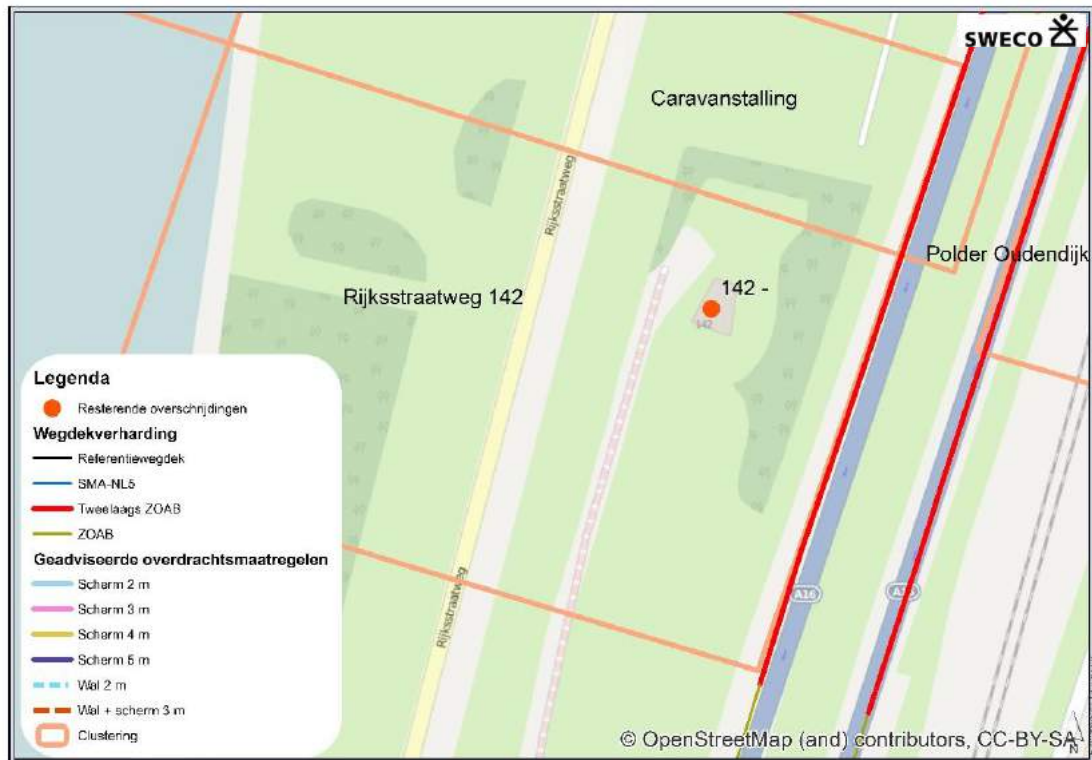 SWECO
Caravanstalling
Rijksstraatweg
Polder Oudendijk
142 -
Rijksstraatweg 142
142
Legenda
Resterende overschrijdingen
Wegdekverharding
Referentiewegdek
SMA-NL5
Tweelaags ZOAB
ZOAB
Geadviseerde overdrachtsmaatregelen
Scherm 2 m
Scherm 3 m
Scherm 4 m
Scherm 5 m
Wal 2 m
Wal + scherm 3 m
Clustering
Rijksstraatweg
A16
A16
© OpenStreetMap (and) contributors, CC-BY-SA
N